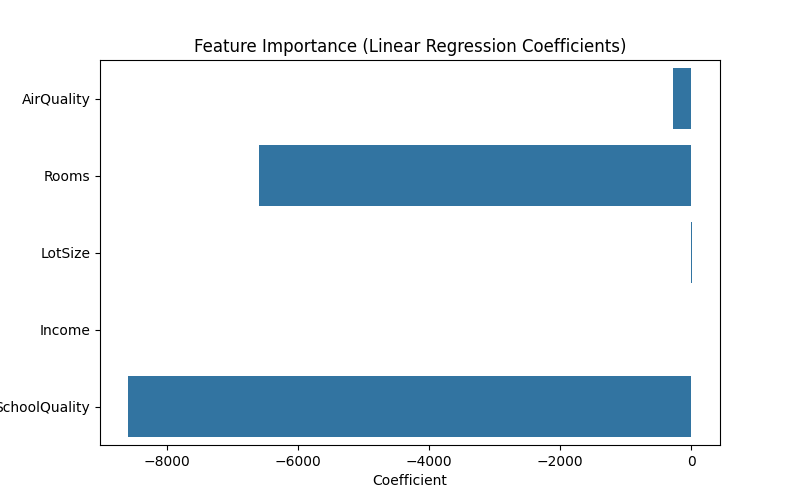 Feature Importance (Linear Regression Coefficients)
AirQuality
Rooms
LotSize
Income
SchoolQuality
−8000 −6000 −4000 −2000 0
Coefficient